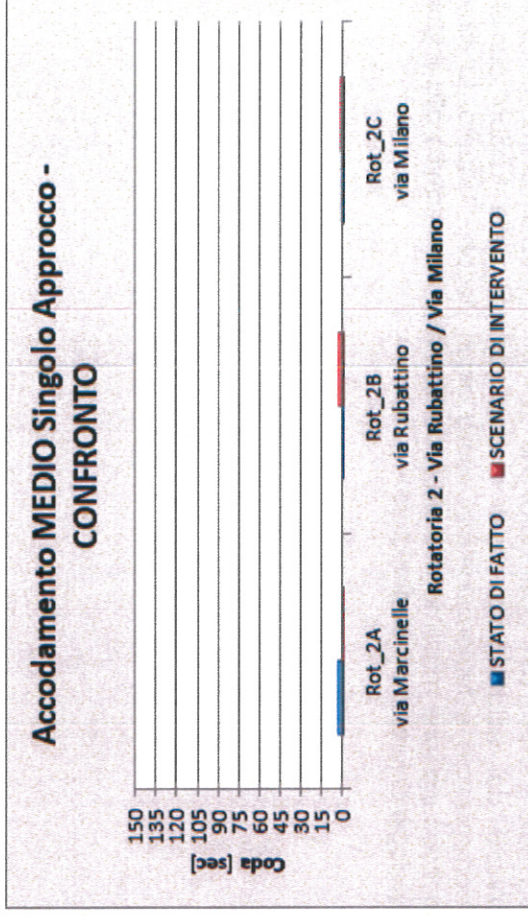 Accodamento MEDIO Singolo Approcco -
CONFRONTO
Coda [sec]
150
135
120
105
90
75
60
45
30
15
0
Rot_2A
via Marcinelle
Rot_2B
via Rubattino
Rot_2C
via Milano
Rotatoria 2 - Via Rubattino / Via Milano
STATO DI FATTO
SCENARIO DI INTERVENTO